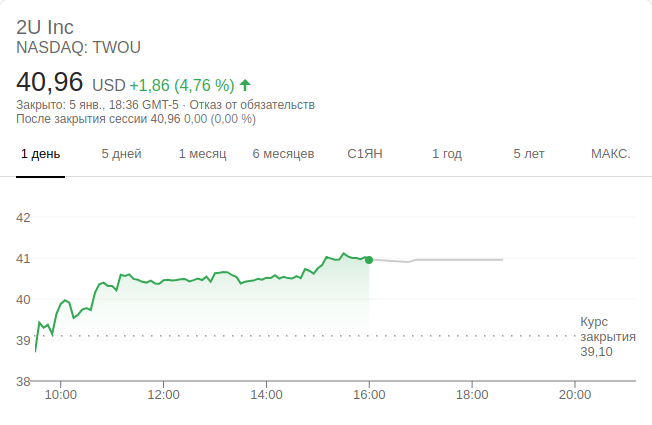 2U Inc
NASDAQ: TWOU
40,96 USD +1,86 (4,76 %)
Закрыто: 5 янв., 18:36 GMT-5 · Отказ от обязательств
После закрытия сессии 40,96 0,00 (0,00 %)
1 день 5 дней 1 месяц 6 месяцев С1ЯН 1 год 5 лет МАКС.
42
41
40
39
38
Курс
закрытия
39,10
10:00 12:00 14:00 16:00 18:00 20:00